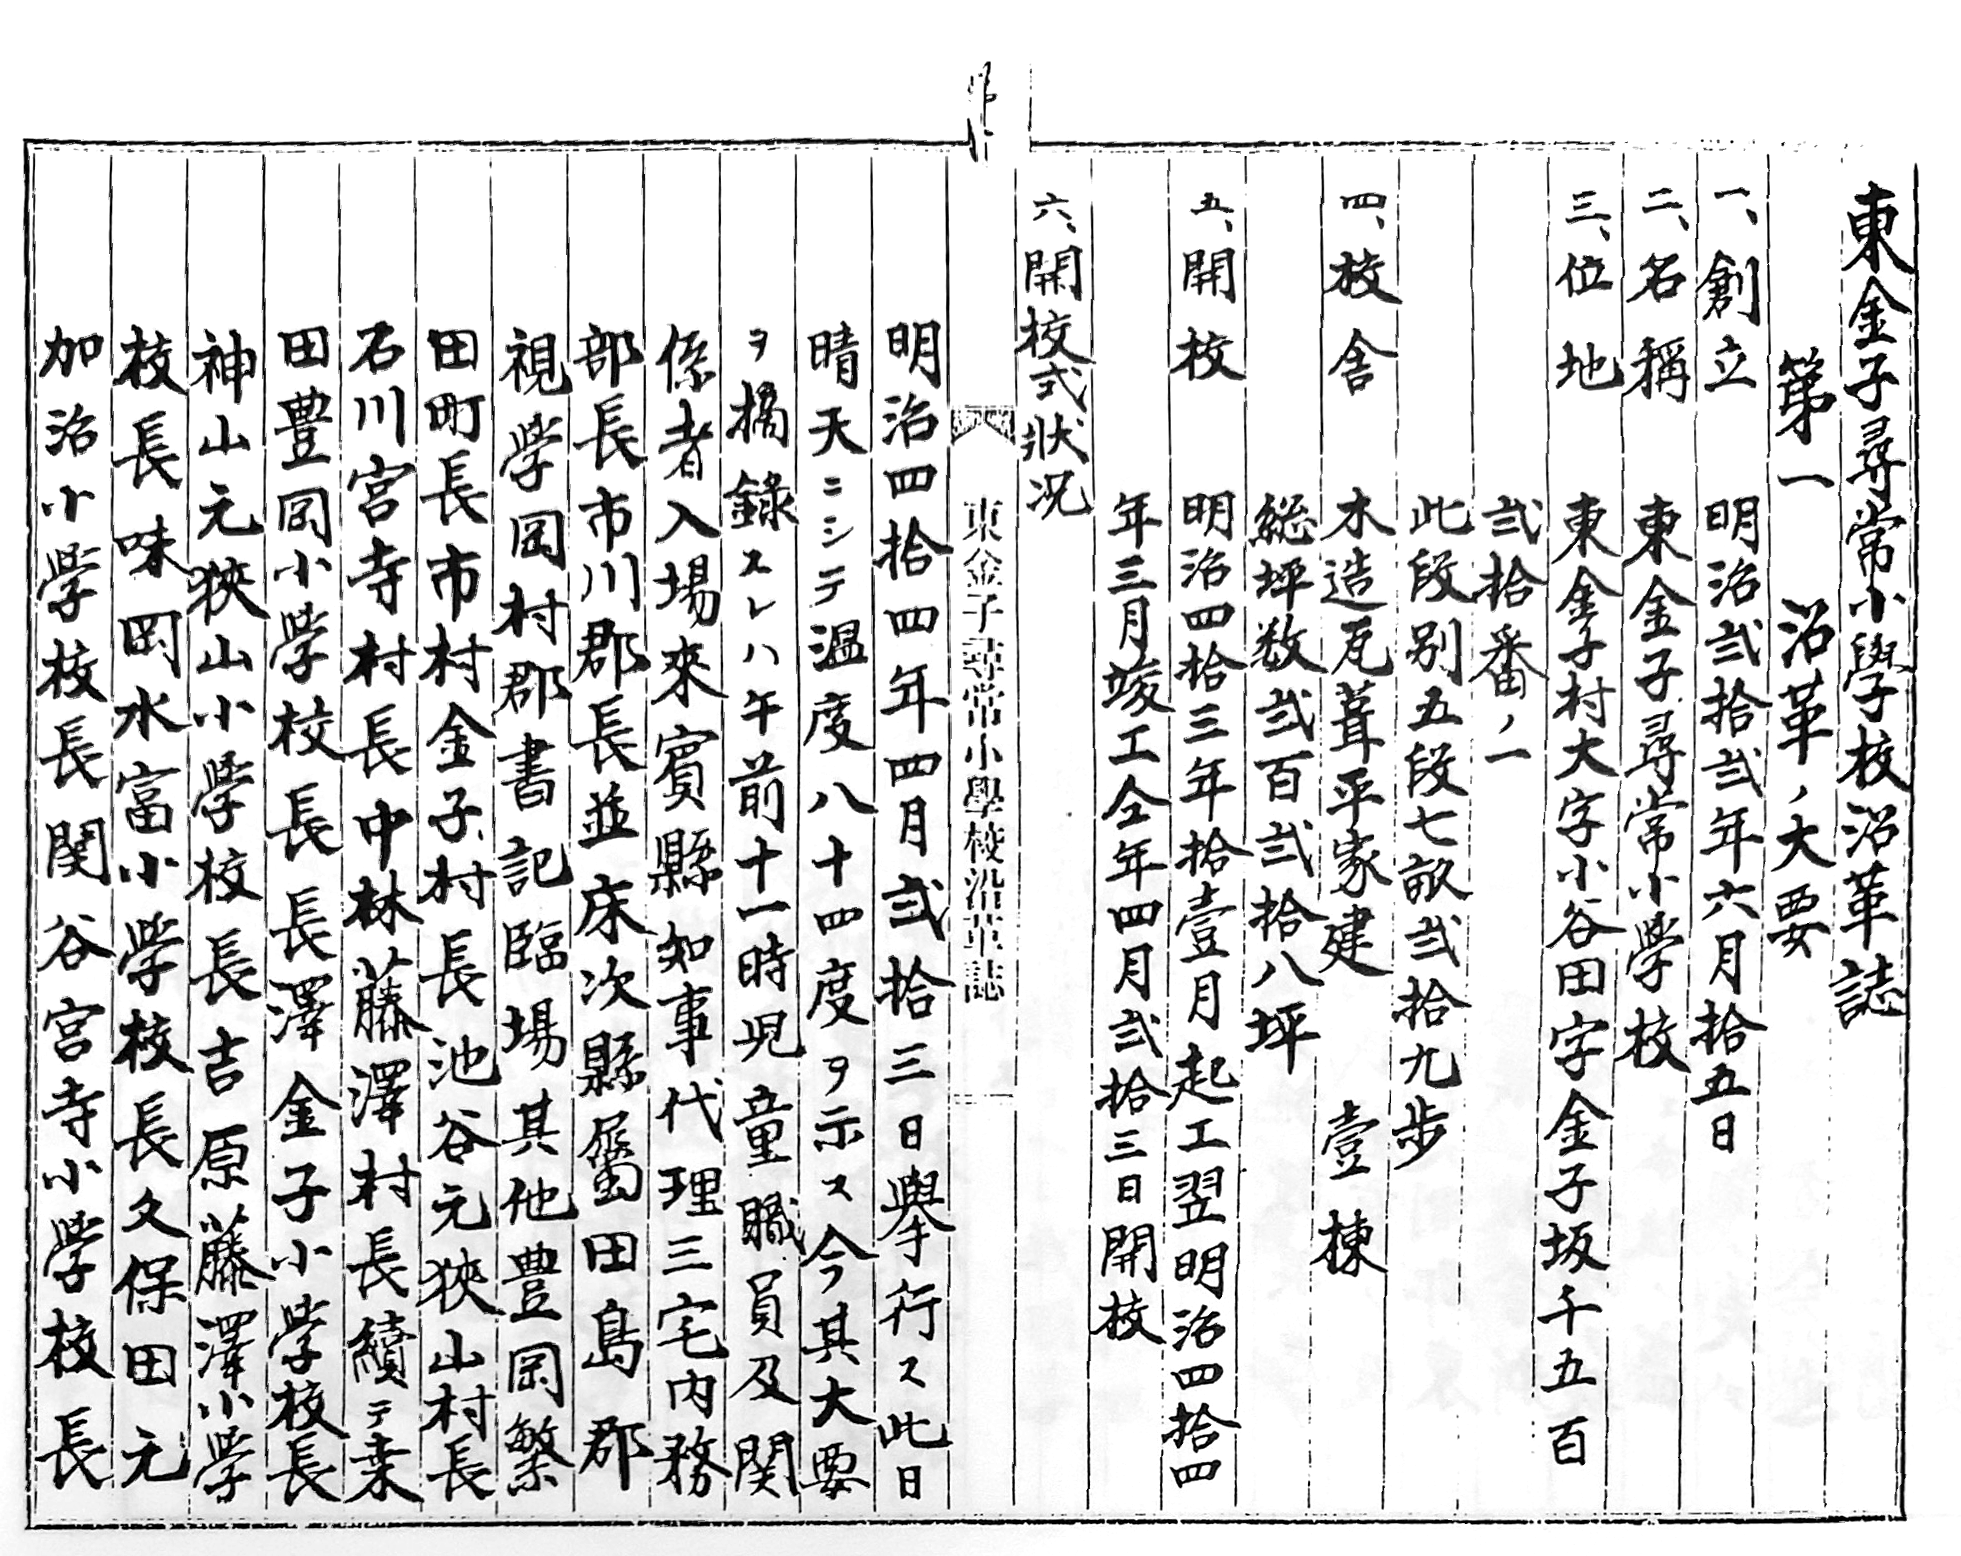 東金子尋常小學校沿革誌
第一 沿革ノ大要
一、創立 明治弐拾弐年六月拾五日
二、名稱 東金子尋常小学校
三、位地 東金子村大字小谷田字金子坂千五百
弐拾番ノ一
此段別五段七畝弐拾九歩
四、校舎 木造瓦葺平家建 壹棟
総坪数弐百弐拾八坪
五、開校 明治四拾三年拾壹月起工翌明治四拾四
年三月竣工仝年四月弐拾三日開校
六、開校式状况
東金子尋常小學校沿革誌
明治四拾四年四月弐拾三日擧行ス此日
晴天ニシテ温度八十四度ヲ示ス今其大要
ヲ摘録スレハ午前十一時児童職員及関
係者入場來賓縣知事代理三宅内務
部長市川郡長並床次縣屬田島郡
視学岡村郡書記臨場其他豊岡繁
田町長市村金子村長池谷元狹山村長
石川宮寺村長中林藤澤村長續テ桒
田豊岡小学校長長澤金子小学校長
神山元狹山小学校長吉原藤澤小学
校長味岡水富小学校長久保田元
加治小学校長関谷宮寺小学校長